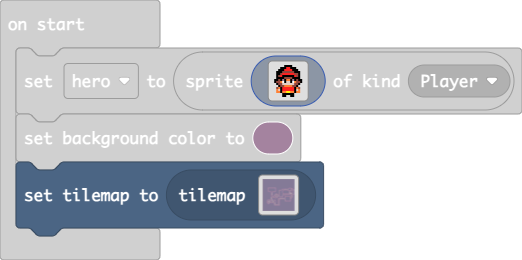 on start
set hero to sprite of kind Player
set background color to
set tilemap to tilemap